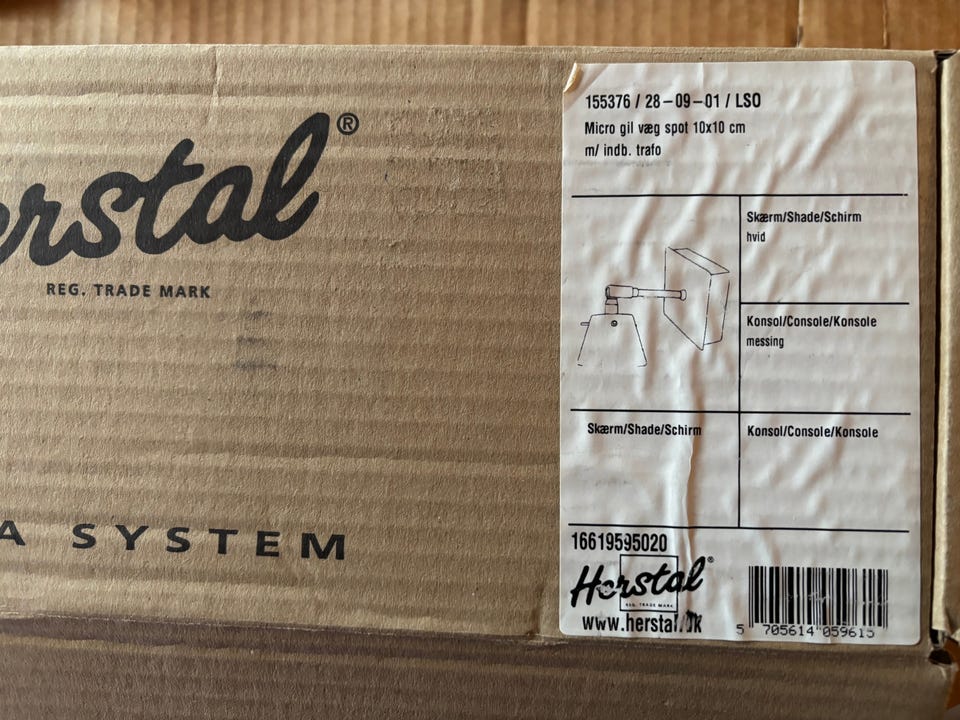 erstal®
REG. TRADE MARK
A SYSTEM
155376 / 28-09-01 / LSO
Micro gil væg spot 10x10 cm
m/ indb. trafo
Skærm/Shade/Schirm
hvid
Konsol/Console/Konsole
messing
Skærm/Shade/Schirm
Konsol/Console/Konsole
16619595020
Herstal®
REG. TRADE MARK
www.herstal.dk
5 705614 059615